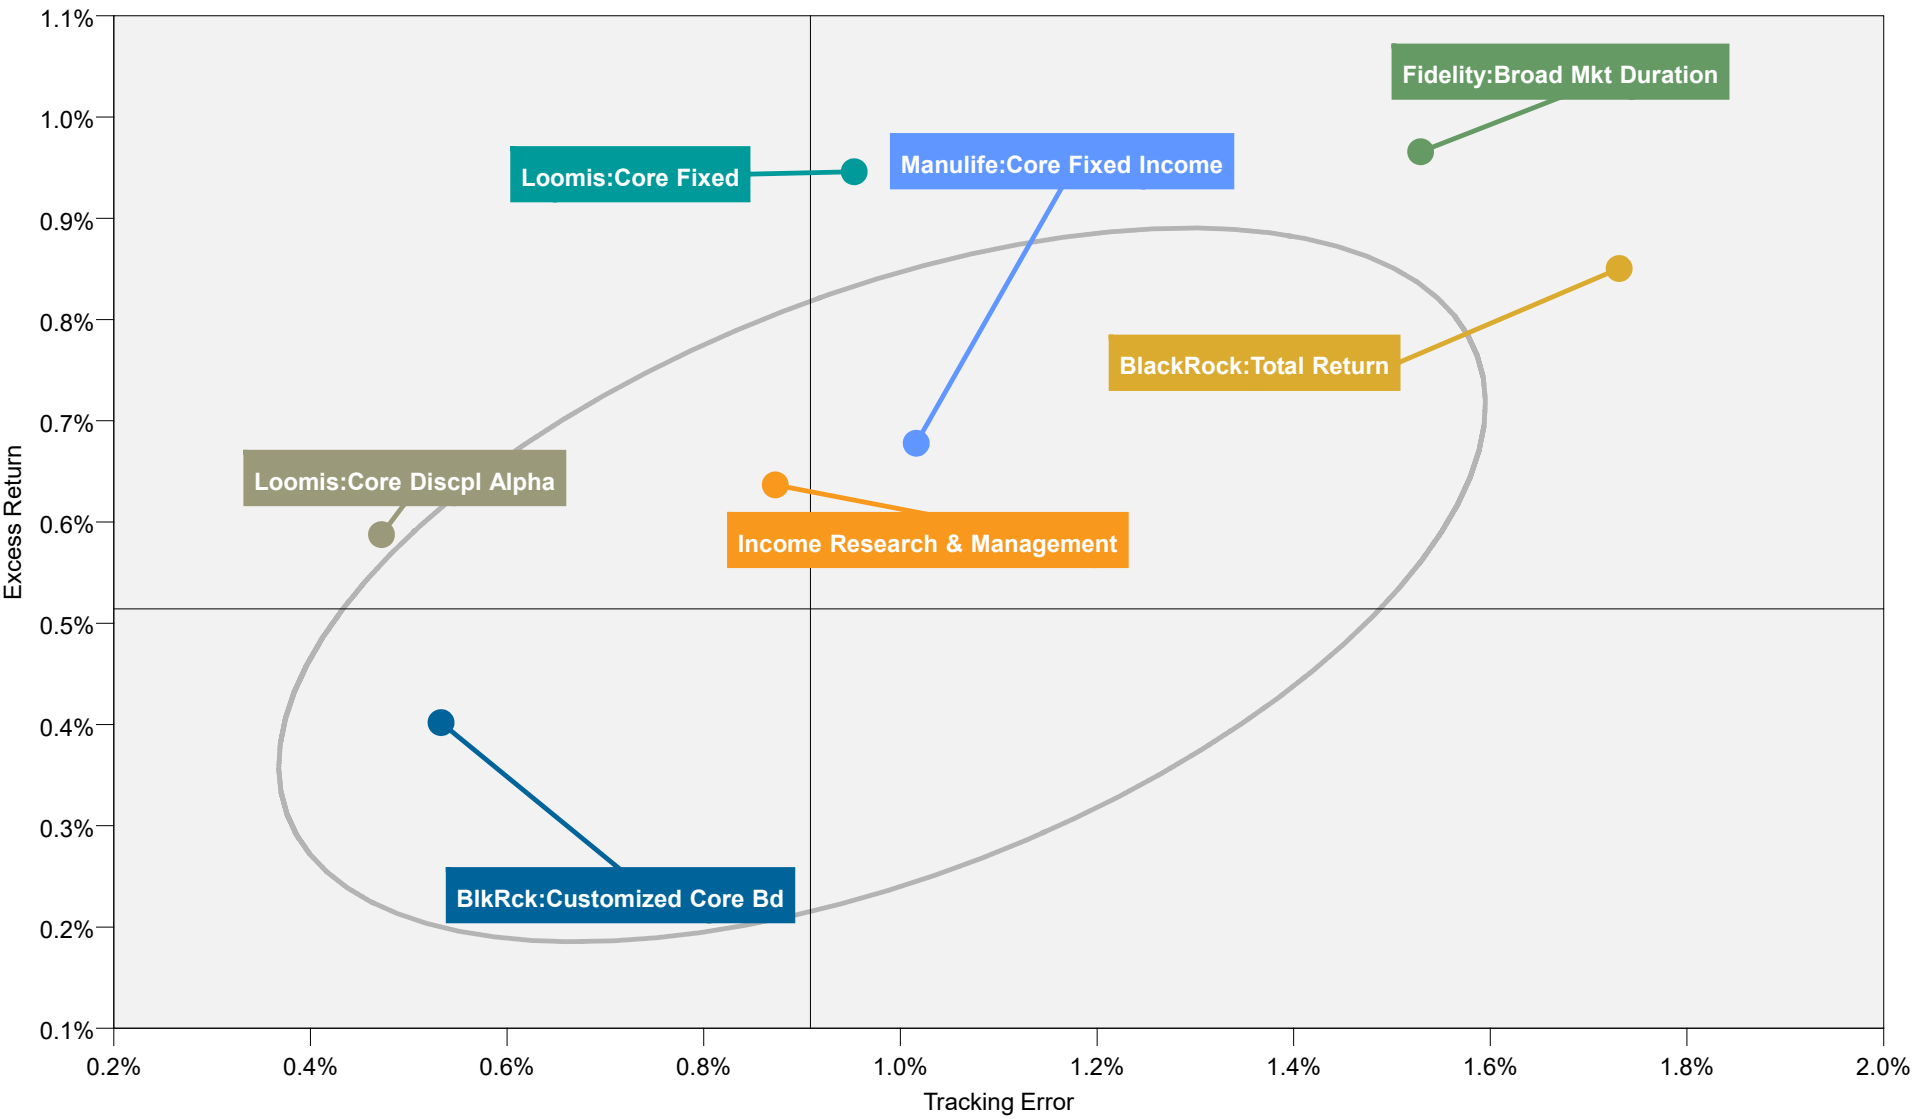 1.1%
1.0%
0.9%
0.8%
0.7%
0.6%
0.5%
0.4%
0.3%
0.2%
0.1%
Excess Return
Fidelity:Broad Mkt Duration
Manulife:Core Fixed Income
Loomis:Core Fixed
BlackRock:Total Return
Loomis:Core Discpl Alpha
Income Research & Management
BlkRck:Customized Core Bd
0.2% 0.4% 0.6% 0.8% 1.0% 1.2% 1.4% 1.6% 1.8% 2.0%
Tracking Error